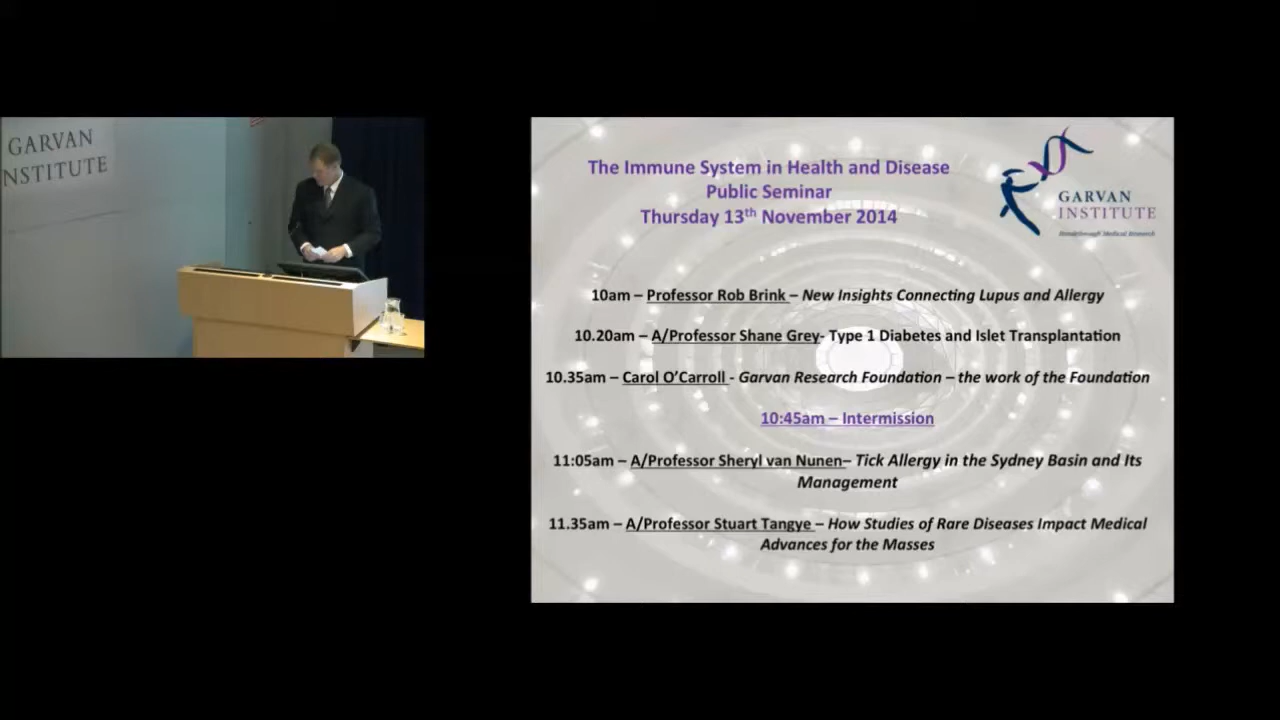 GARVAN
INSTITUTE
The Immune System in Health and Disease
Public Seminar
Thursday 13th November 2014
GARVAN
INSTITUTE
Breakthrough Medical Research
10am – Professor Rob Brink – New Insights Connecting Lupus and Allergy
10.20am – A/Professor Shane Grey- Type 1 Diabetes and Islet Transplantation
10.35am – Carol O'Carroll - Garvan Research Foundation – the work of the Foundation
10:45am – Intermission
11:05am – A/Professor Sheryl van Nunen– Tick Allergy in the Sydney Basin and Its
Management
11.35am – A/Professor Stuart Tangye – How Studies of Rare Diseases Impact Medical
Advances for the Masses